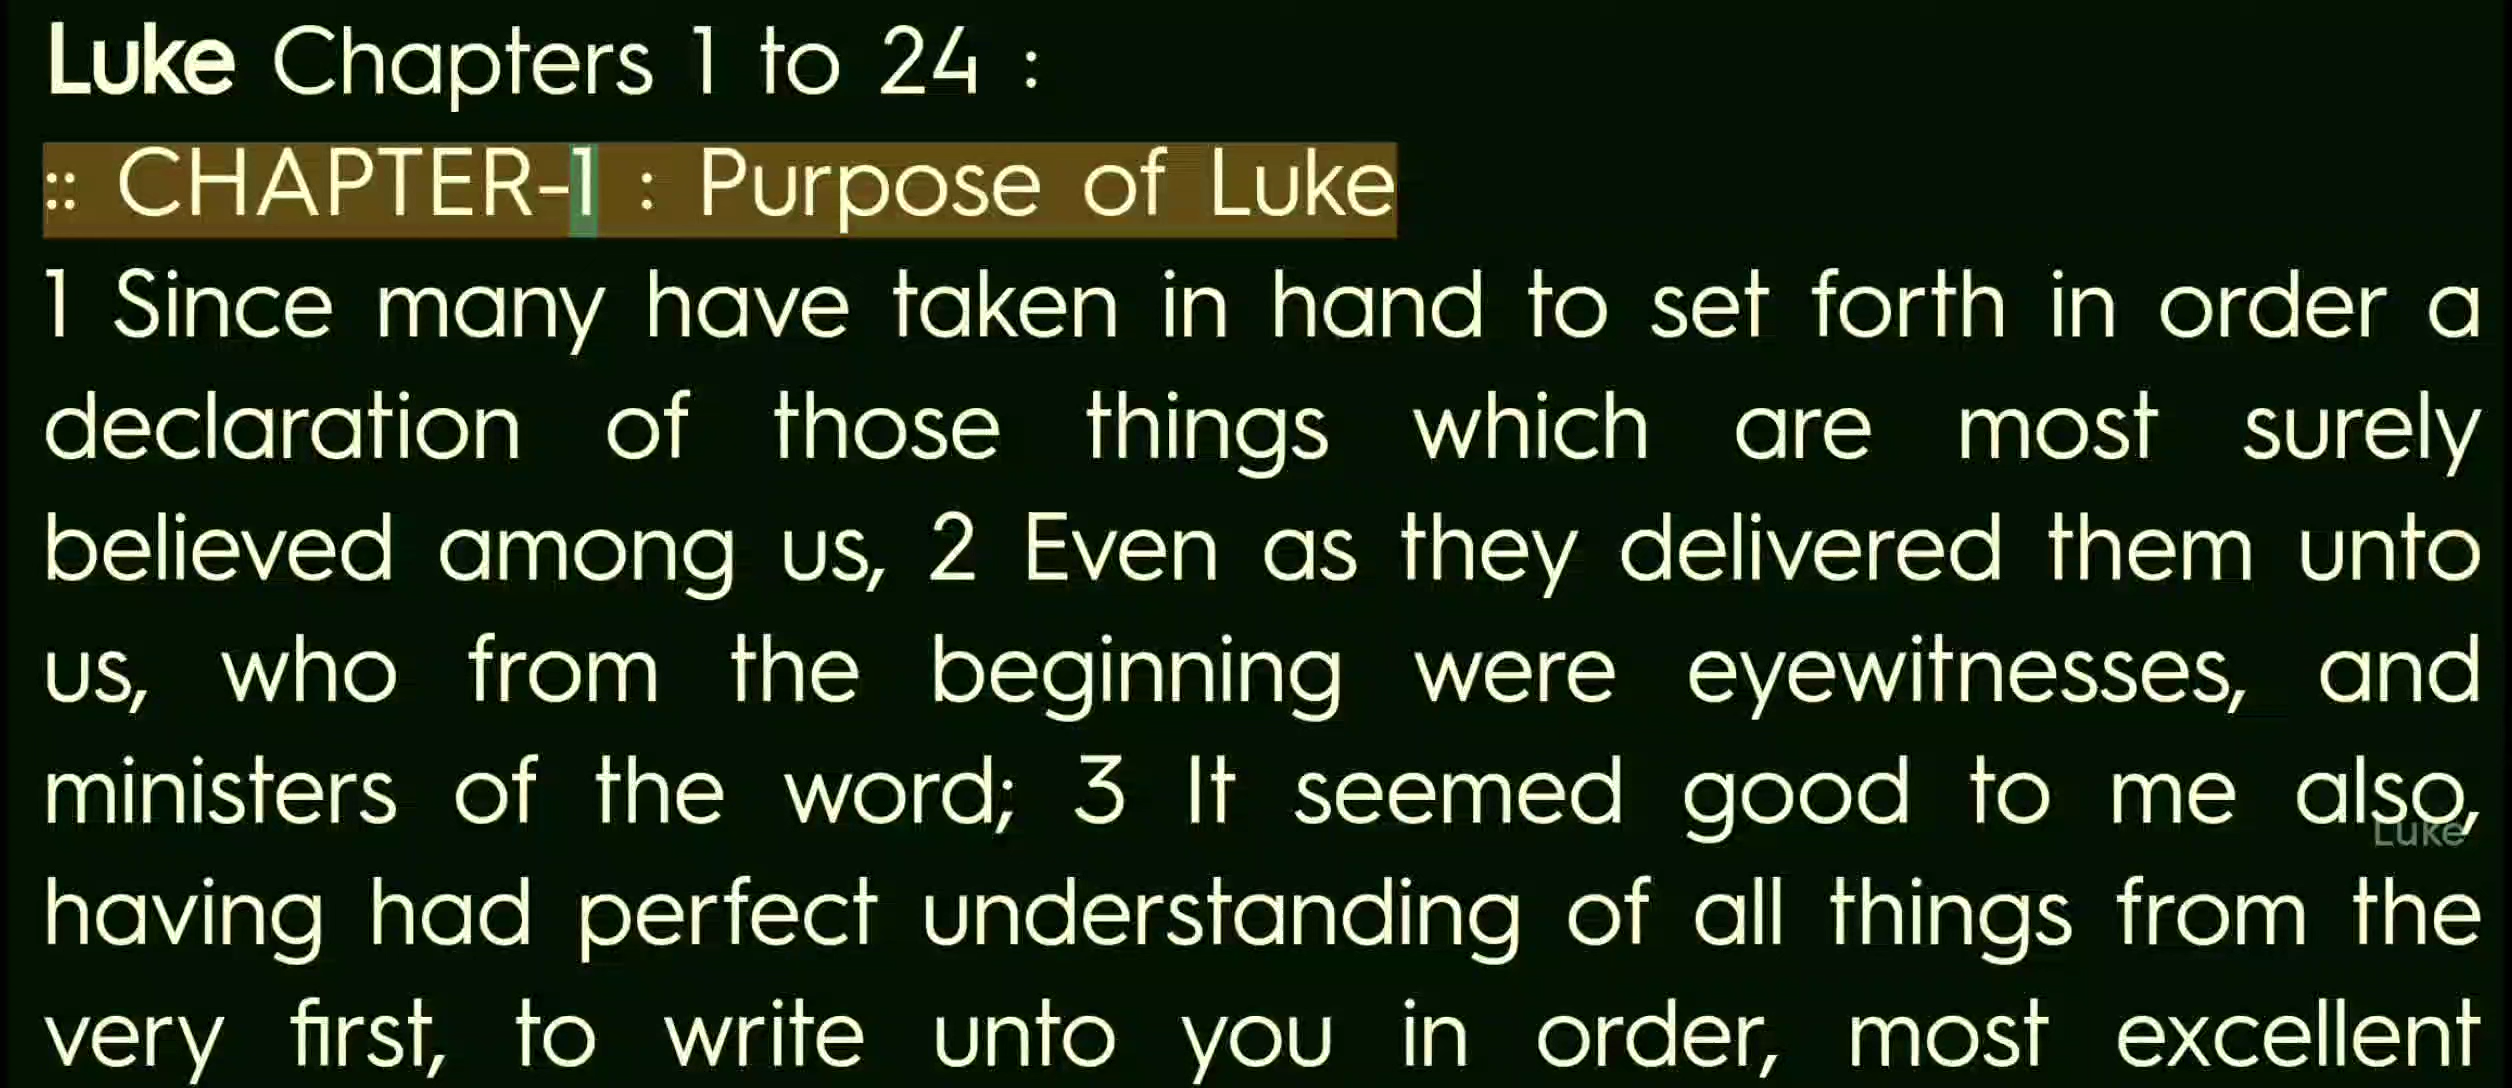 Luke Chapters 1 to 24 :
:: CHAPTER-1 : Purpose of Luke
1 Since many have taken in hand to set forth in order a
declaration of those things which are most surely
believed among us, 2 Even as they delivered them unto
us, who from the beginning were eyewitnesses, and
ministers of the word; 3 It seemed good to me also,
Luke
having had perfect understanding of all things from the
very first, to write unto you in order, most excellent